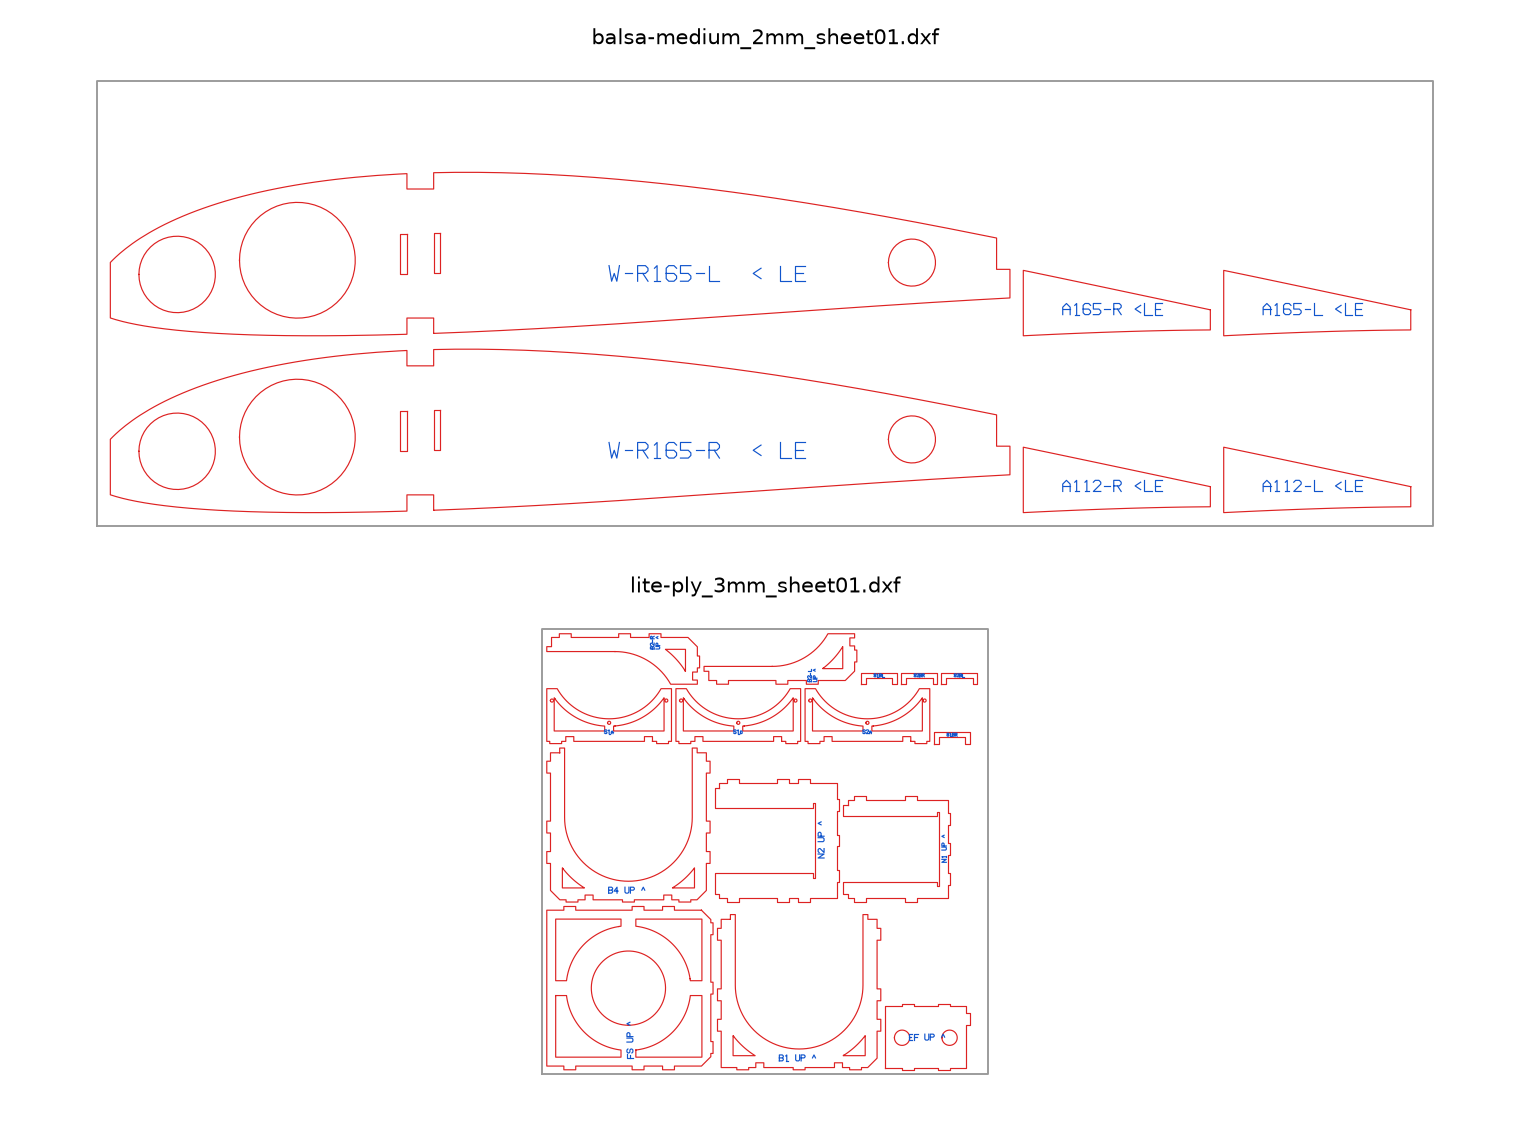 balsa-medium_2mm_sheet01.dxf
W-R165-L < LE
A165-R <LE
A165-L <LE
W-R165-R < LE
A112-R <LE
A112-L <LE
lite-ply_3mm_sheet01.dxf
N2 UP ^
N1 UP ^
B4 UP ^
FS UP ^
B1 UP ^
EF UP ^